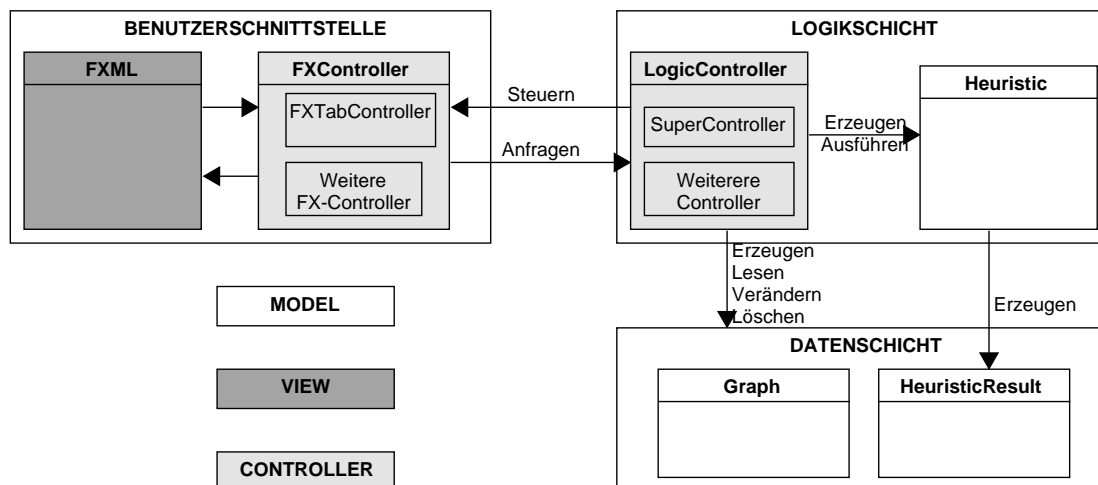 BENUTZERSCHNITTSTELLE
FXML
FXController
FXTabController
Weitere
FX-Controller
Steuern
Anfragen
LOGIKSCHICHT
LogicController
SuperController
Weiterere
Controller
Erzeugen
Ausführen
Heuristic
Erzeugen
Lesen
Verändern
Löschen
Erzeugen
DATENSCHICHT
Graph
HeuristicResult
MODEL
VIEW
CONTROLLER